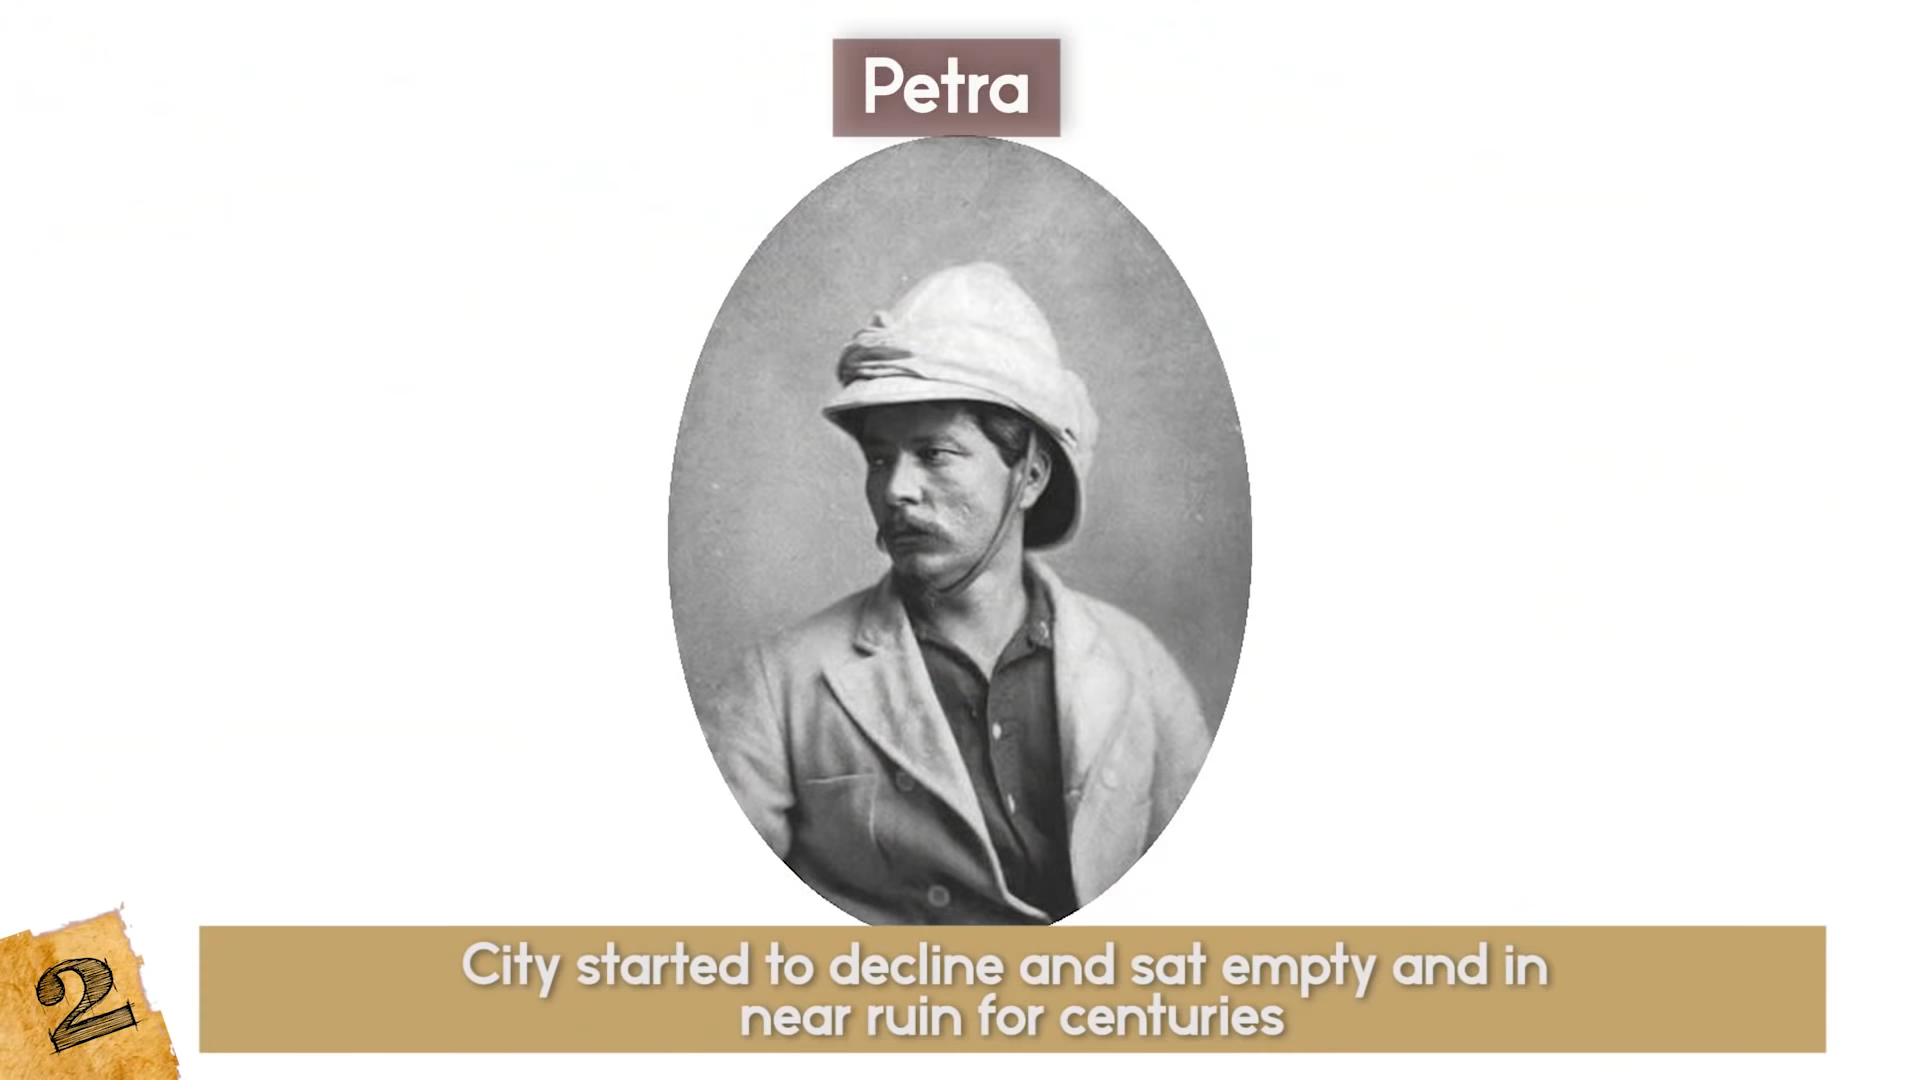 Petra
City started to decline and sat empty and in
near ruin for centuries
2